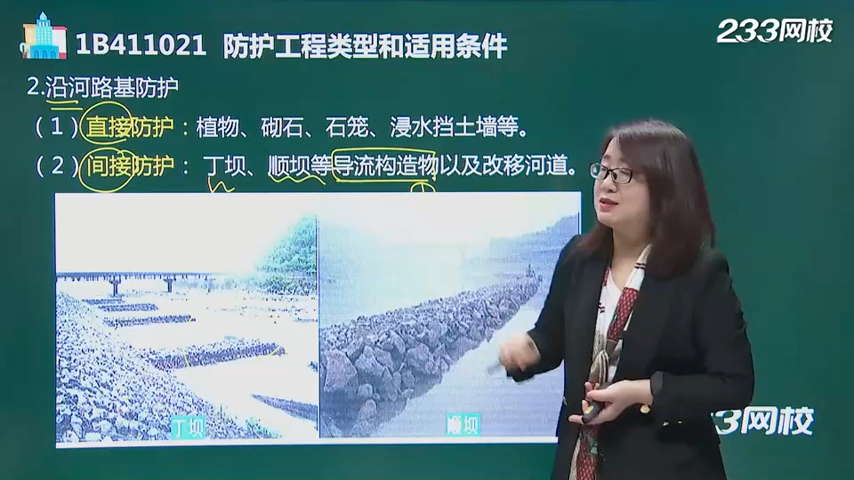 1B411021 防护工程类型和适用条件
233网校
2.沿河路基防护
（1）直接防护：植物、砌石、石笼、浸水挡土墙等。
（2）间接防护： 丁坝、顺坝等导流构造物以及改移河道。
丁坝
顺坝
3网校